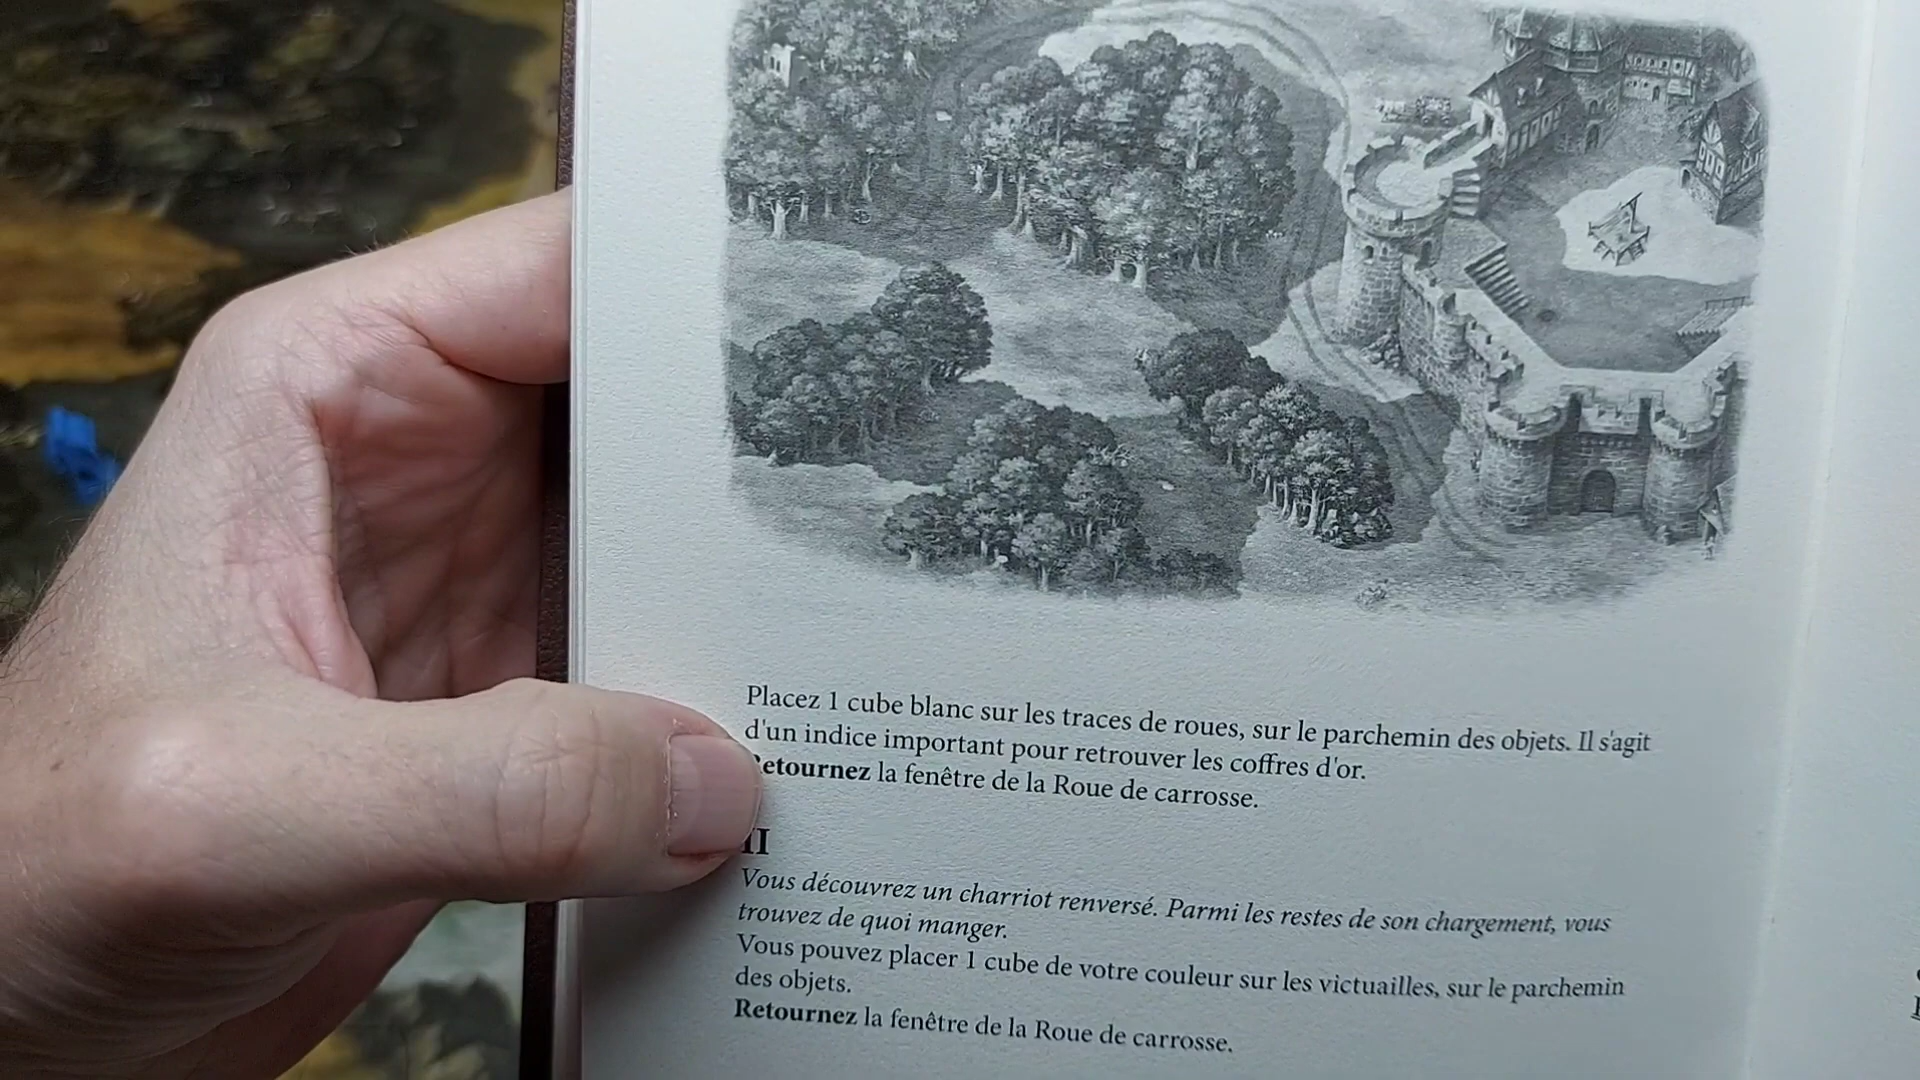 Placez 1 cube blanc sur les traces de roues, sur le parchemin des objets. Il s'agit
d'un indice important pour retrouver les coffres d'or.
etournez la fenêtre de la Roue de carrosse.
II
Vous découvrez un charriot renversé. Parmi les restes de son chargement, vous
trouvez de quoi manger.
Vous pouvez placer 1 cube de votre couleur sur les victuailles, sur le parchemin
des objets.
Retournez la fenêtre de la Roue de carrosse.